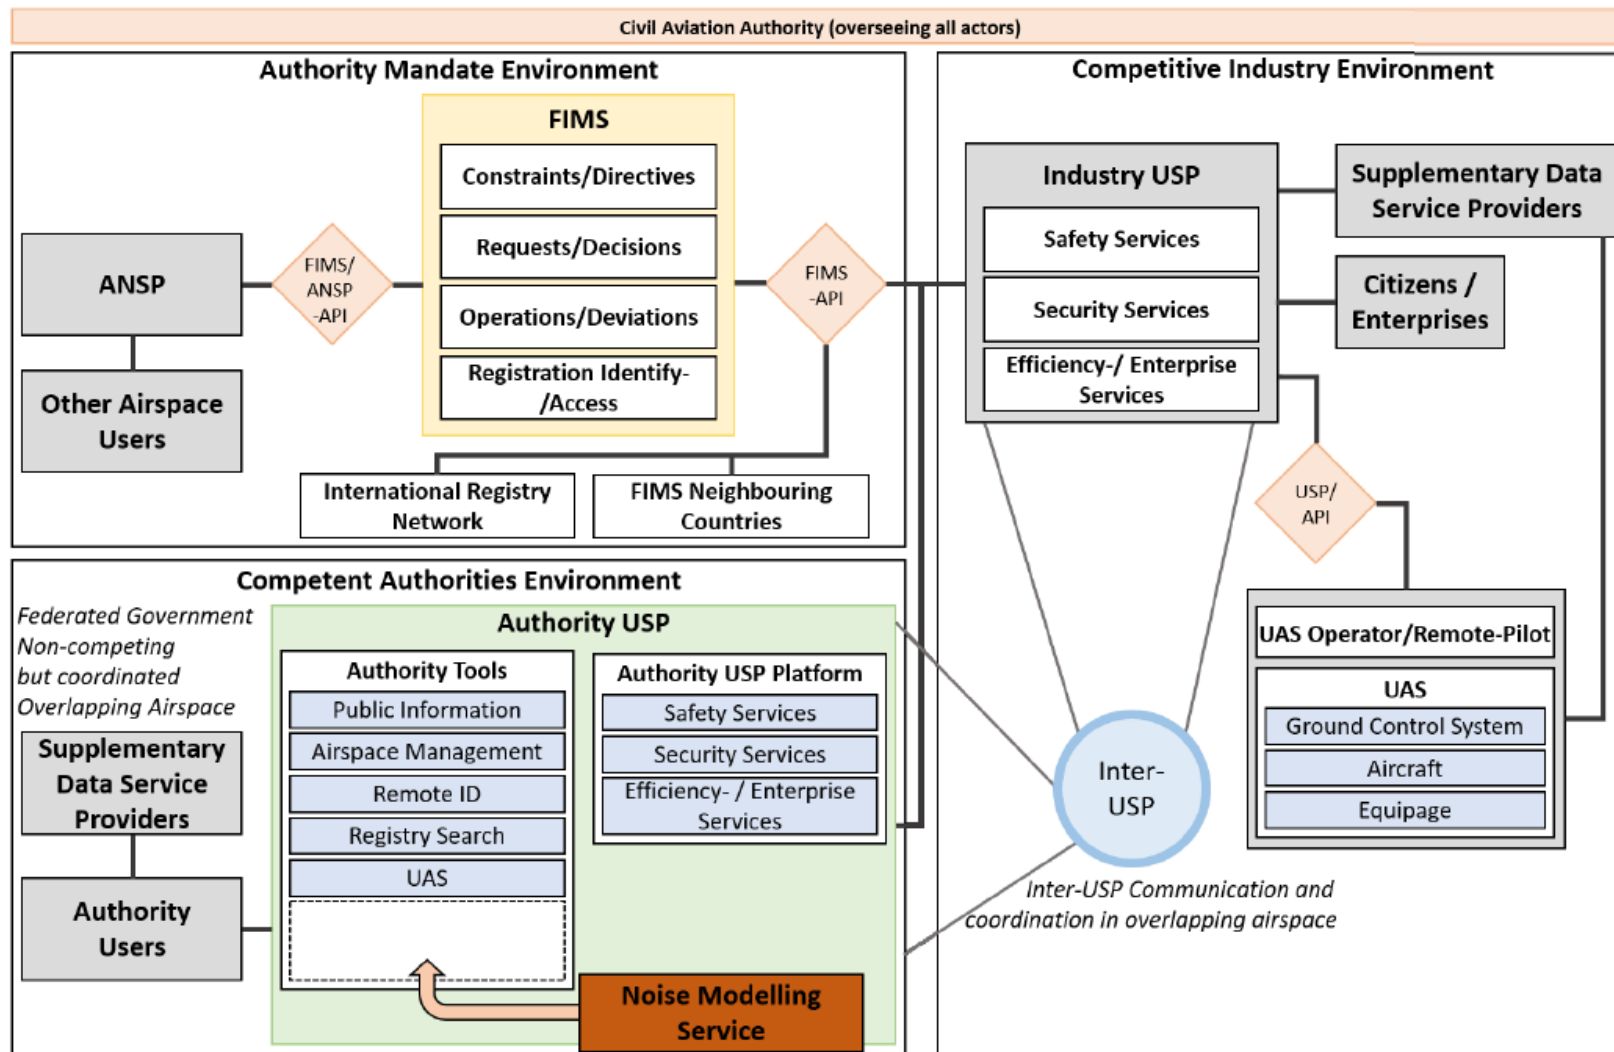 Civil Aviation Authority (overseeing all actors)
Authority Mandate Environment
FIMS
Constraints/Directives
Requests/Decisions
Operations/Deviations
Registration Identify-
/Access
ANSP
FIMS/
ANSP
-API
FIMS
-API
Other Airspace
Users
International Registry
Network
FIMS Neighbouring
Countries
Competitive Industry Environment
Industry USP
Safety Services
Security Services
Efficiency-/ Enterprise
Services
Supplementary Data
Service Providers
Citizens /
Enterprises
USP/
API
UAS Operator/Remote-Pilot
UAS
Ground Control System
Aircraft
Equipage
Inter-
USP
Inter-USP Communication and
coordination in overlapping airspace
Competent Authorities Environment
Federated Government
Non-competing
but coordinated
Overlapping Airspace
Supplementary
Data Service
Providers
Authority
Users
Authority USP
Authority Tools
Public Information
Airspace Management
Remote ID
Registry Search
UAS
Authority USP Platform
Safety Services
Security Services
Efficiency- / Enterprise
Services
Noise Modelling
Service